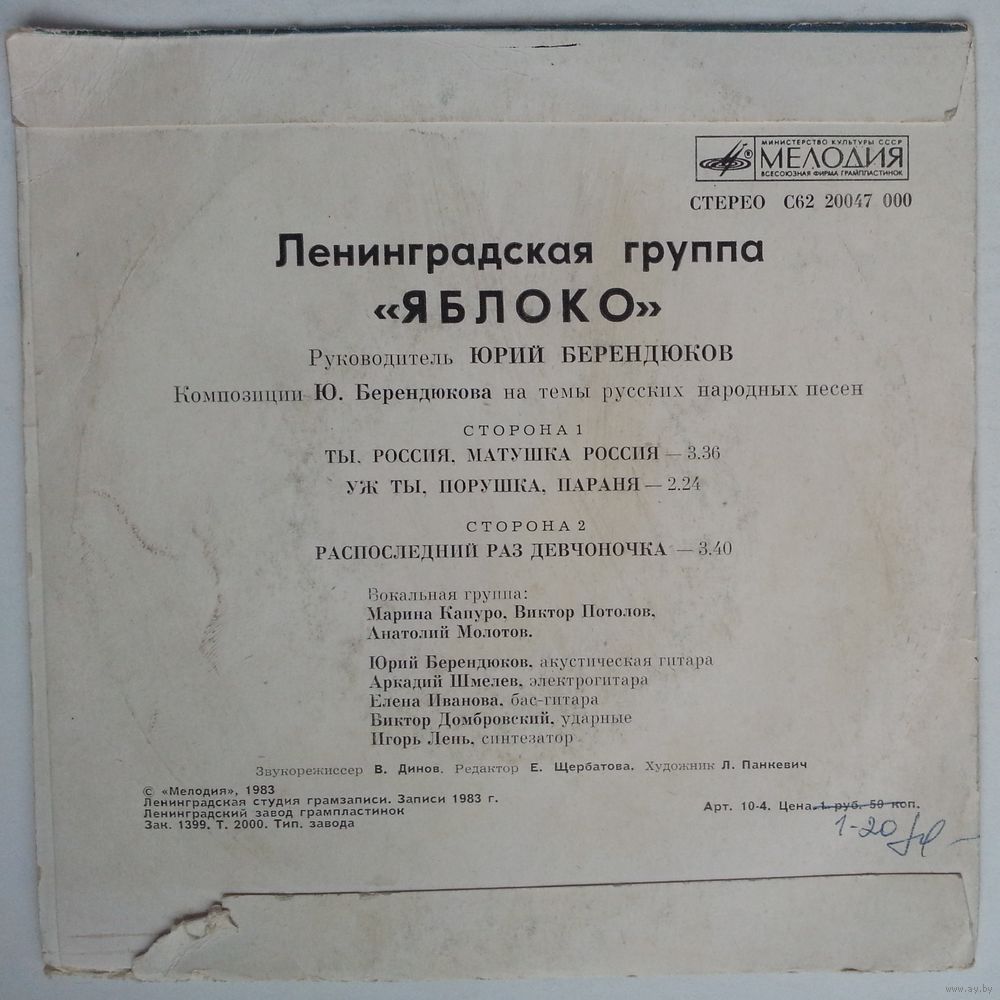 МИНИСТЕРСТВО КУЛЬТУРЫ СССР
МЕЛОДИЯ
ВСЕСОЮЗНАЯ ФИРМА ГРАМПЛАСТИНОК
СТЕРЕО С62 20047 000
Ленинградская группа
«ЯБЛОКО»
Руководитель ЮРИЙ БЕРЕНДЮКОВ
Композиции Ю. Берендюкова на темы русских народных песен
СТОРОНА 1
ТЫ, РОССИЯ, МАТУШКА РОССИЯ — 3.36
УЖ ТЫ, ПОРУШКА, ПАРАНЯ — 2.24
СТОРОНА 2
РАСПОСЛЕДНИЙ РАЗ ДЕВЧОНОЧКА — 3.40
Вокальная группа:
Марина Капуро, Виктор Потолов,
Анатолий Молотов.
Юрий Берендюков, акустическая гитара
Аркадий Шмелев, электрогитара
Елена Иванова, бас-гитара
Виктор Домбровский, ударные
Игорь Лень, синтезатор
Звукорежиссер В. Динов. Редактор Е. Щербатова. Художник Л. Панкевич
© «Мелодия», 1983
Ленинградская студия грамзаписи. Записи 1983 г.
Ленинградский завод грампластинок
Зак. 1399. Т. 2000. Тип. завода
Арт. 10-4. Цена 1 руб. 50 коп.
1-20
www.ay.by